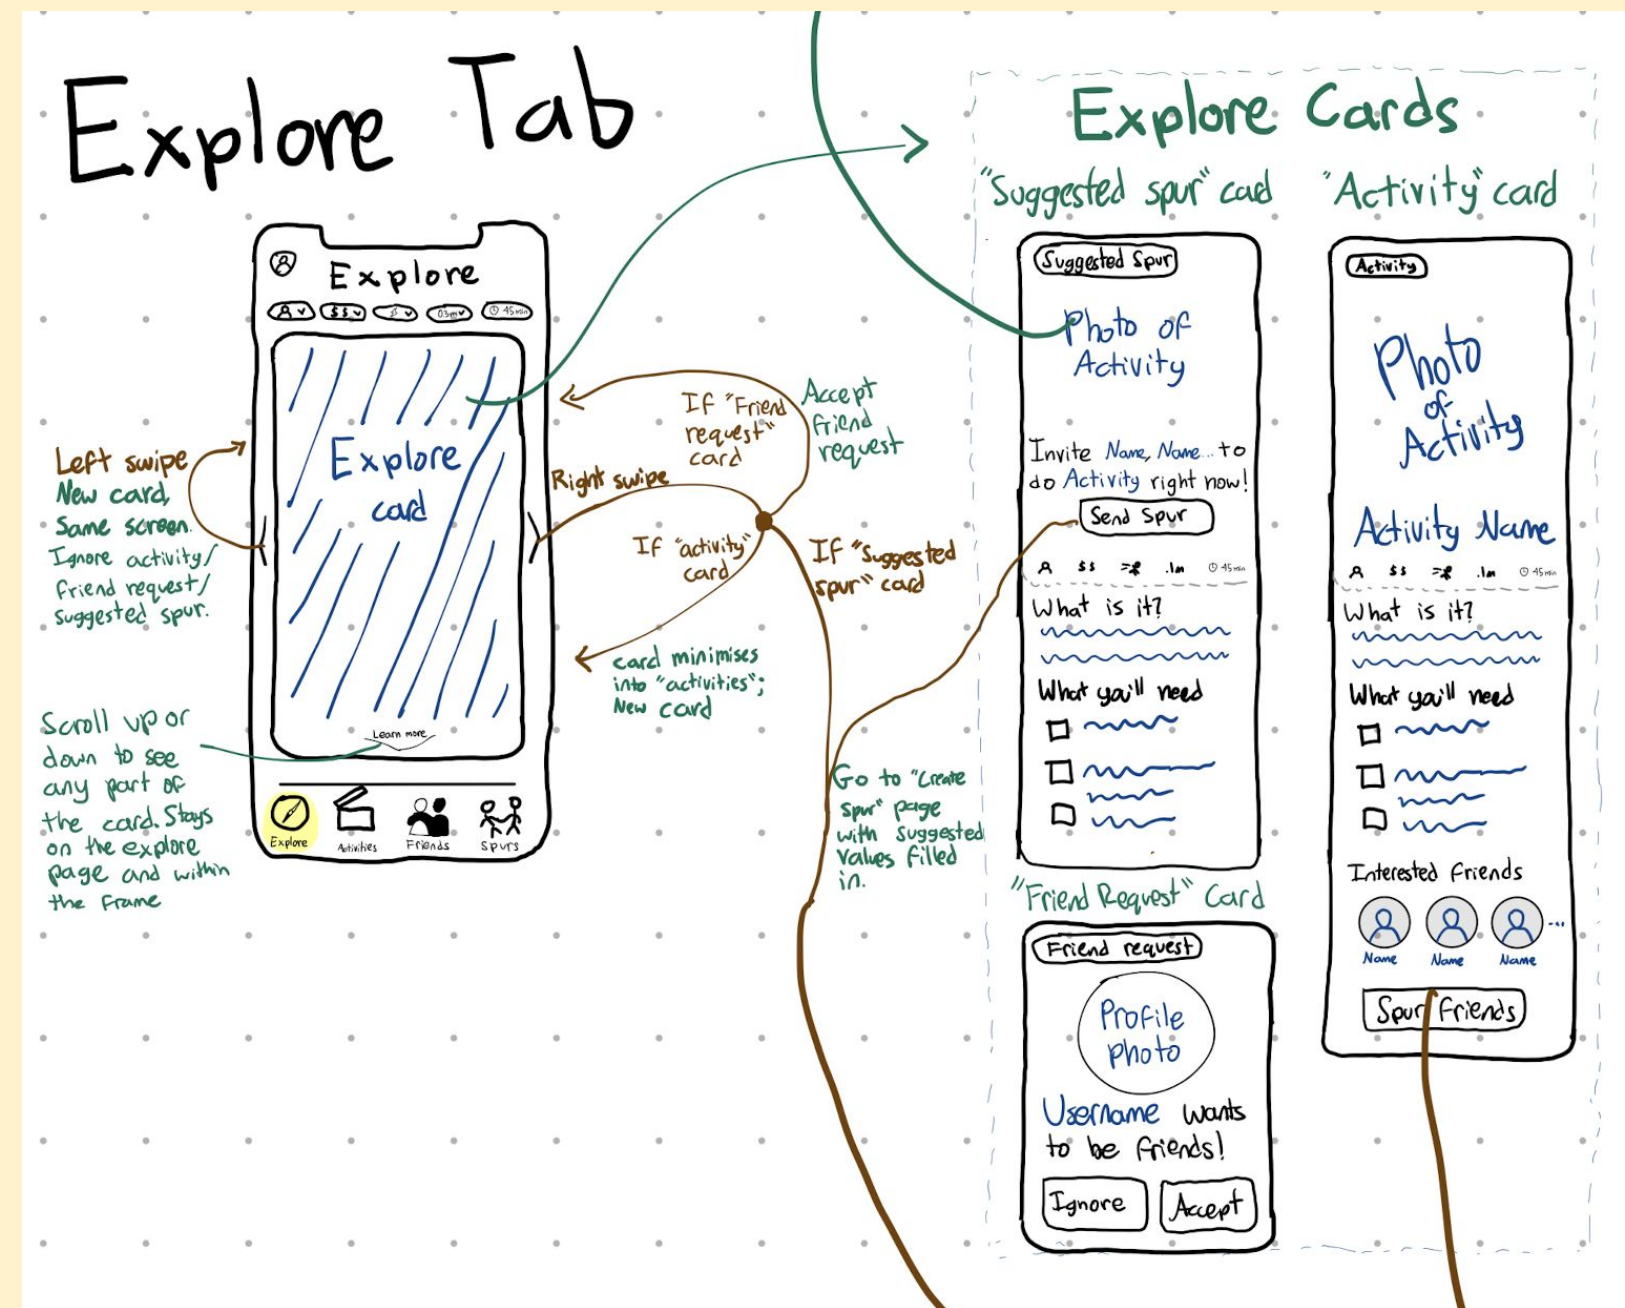 Explore Tab
Explore
$$
0.3m
45min
Explore
card
Learn more
Explore
Activities
Friends
Spurs
Left swipe
New card,
Same screen.
Ignore activity/
Friend request/
Suggested spur.
Scroll up or
down to see
any part of
the card. Stays
on the explore
page and within
the frame
Right swipe
If "Friend
request"
card
Accept
friend
request
If "activity"
card
card minimises
into "activities";
New card
If "Suggested
spur" card
Go to "Create
Spur" page
with Suggested
Values filled
in.
Explore Cards
"Suggested spur" card
Suggested Spur
Photo of
Activity
Invite Name, Name... to
do Activity right now!
Send Spur
$$
.1m
45min
What is it?
What you'll need
"Friend Request" Card
Friend request
Profile
photo
Username wants
to be friends!
Ignore
Accept
"Activity" card
Activity
Photo
of
Activity
Activity Name
$$
.1m
45min
What is it?
What you'll need
Interested Friends
Name
Name
Name
...
Spur Friends